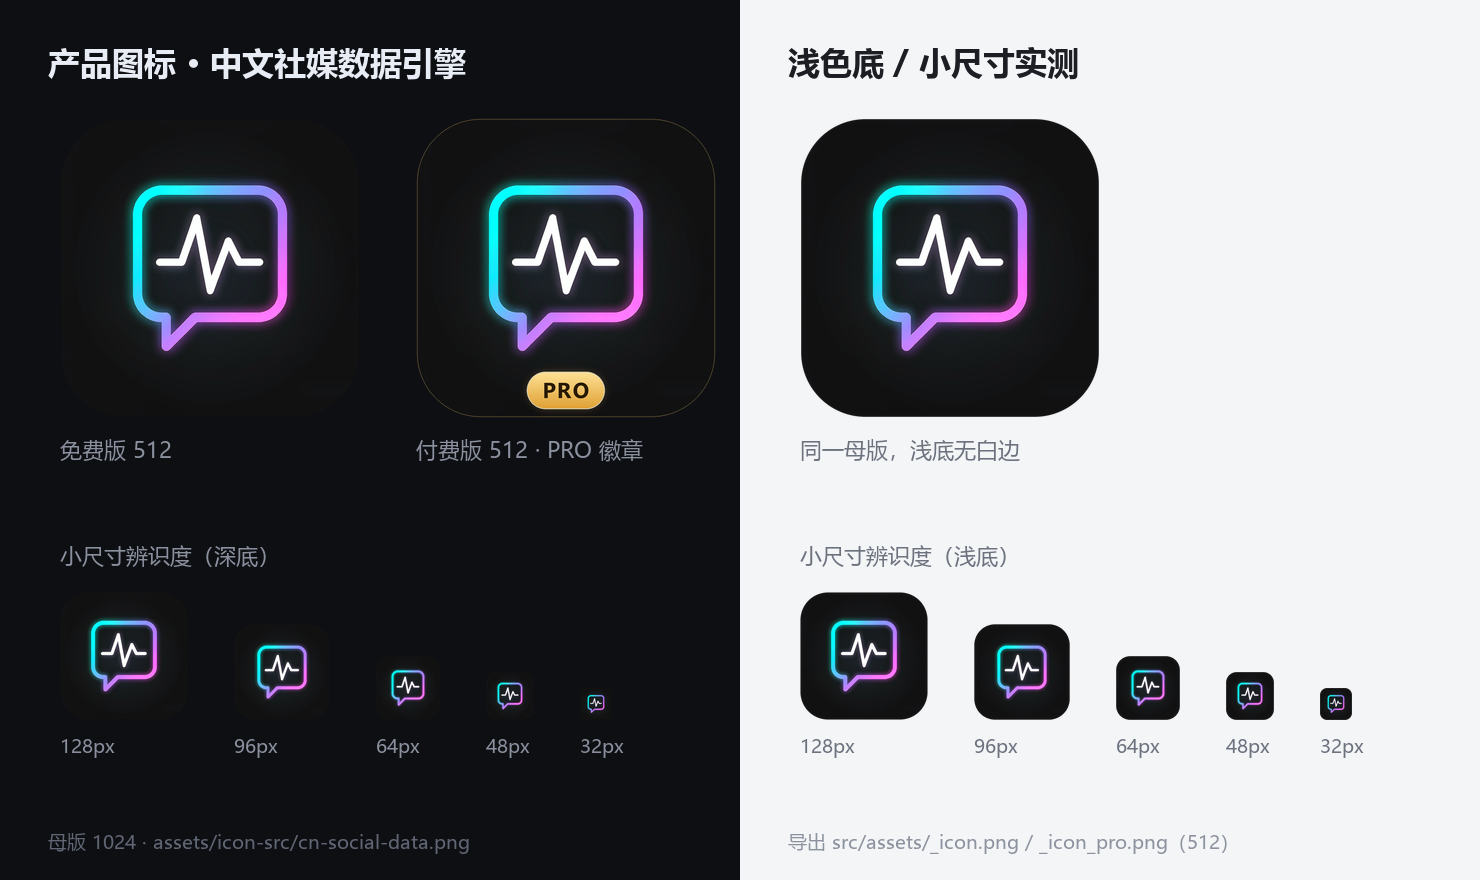 产品图标 · 中文社媒数据引擎
PRO
免费版 512
付费版 512 · PRO 徽章
小尺寸辨识度（深底）
128px
96px
64px
48px
32px
母版 1024 · assets/icon-src/cn-social-data.png
浅色底 / 小尺寸实测
同一母版，浅底无白边
小尺寸辨识度（浅底）
128px
96px
64px
48px
32px
导出 src/assets/_icon.png / _icon_pro.png（512）